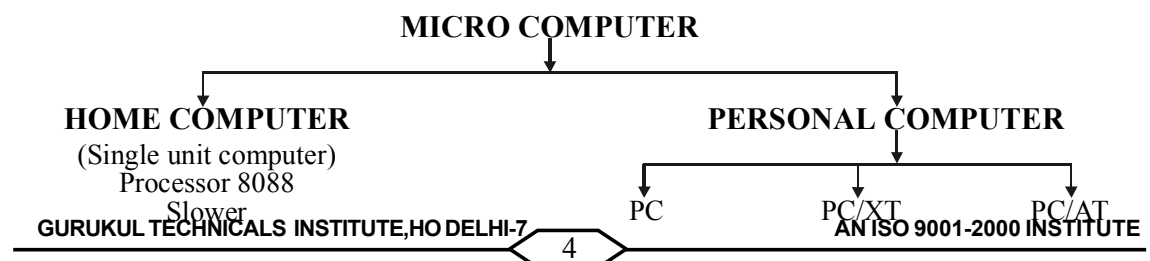 MICRO COMPUTER
HOME COMPUTER
(Single unit computer)
Processor 8088
Slower
PERSONAL COMPUTER
PC PC/XT PC/AT
GURUKUL TECHNICALS INSTITUTE,HO DELHI-7
4
AN ISO 9001-2000 INSTITUTE